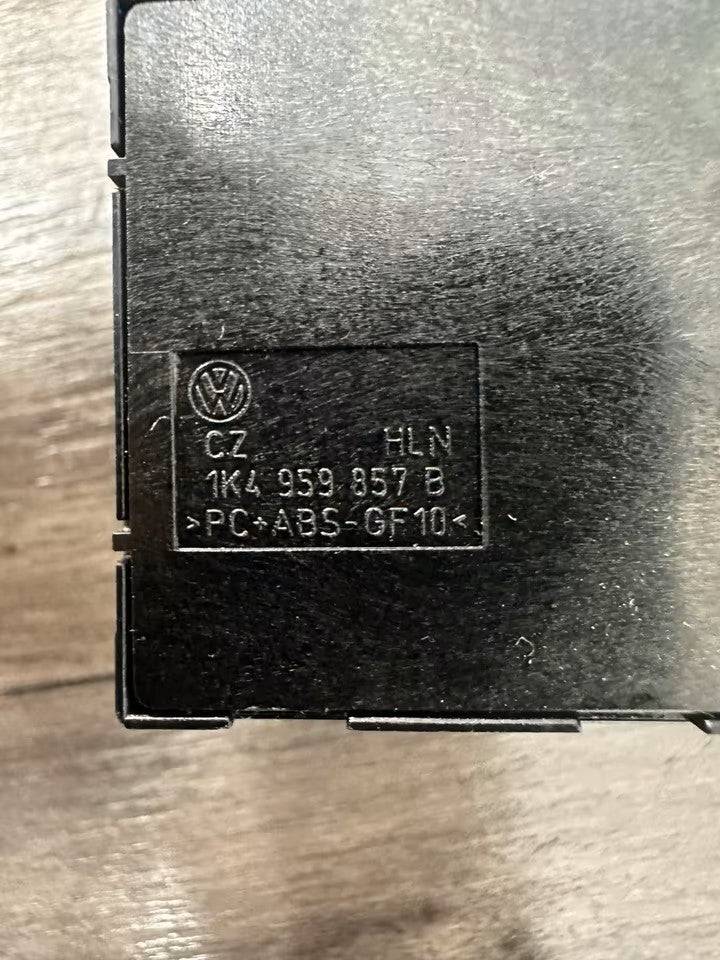 CZ HLN
1K4 959 857 B
>PC+ABS-GF10<